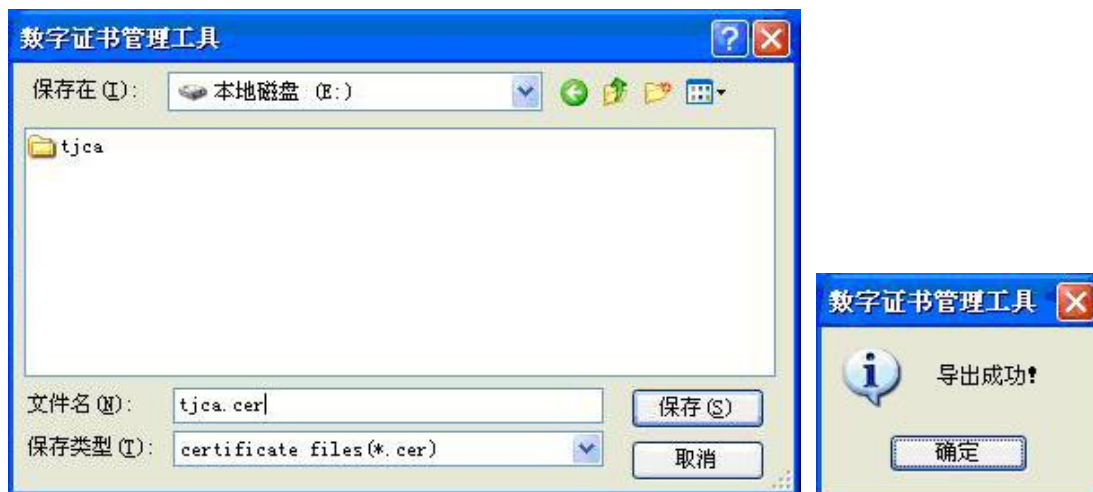 数字证书管理工具
保存在(I):
本地磁盘 (E:)
tjca
文件名(N):
tjca.cer
保存(S)
保存类型(T):
certificate files(*.cer)
取消
数字证书管理工具
导出成功!
确定